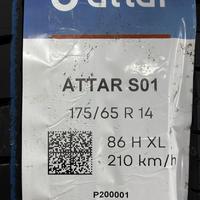 attar
ATTAR S01
175/65 R 14
86 H XL
210 km/h
P200001